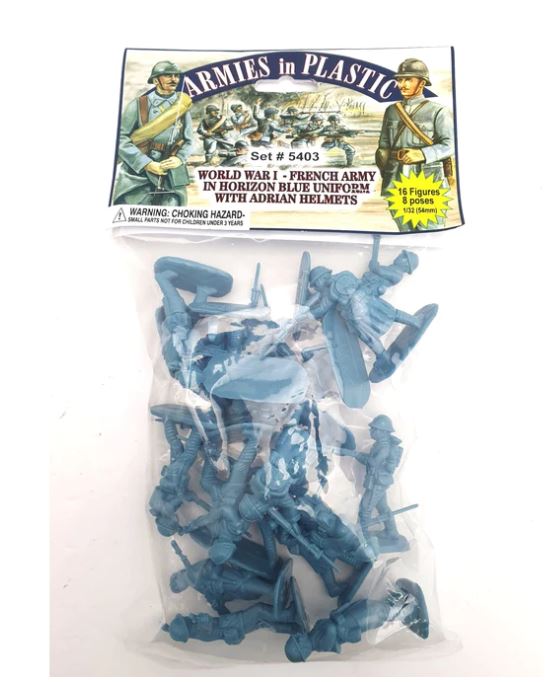 ARMIES in PLASTIC
Set # 5403
WORLD WAR I - FRENCH ARMY
IN HORIZON BLUE UNIFORM
WITH ADRIAN HELMETS
16 Figures
8 poses
1/32 (54mm)
WARNING: CHOKING HAZARD-
SMALL PARTS NOT FOR CHILDREN UNDER 3 YEARS